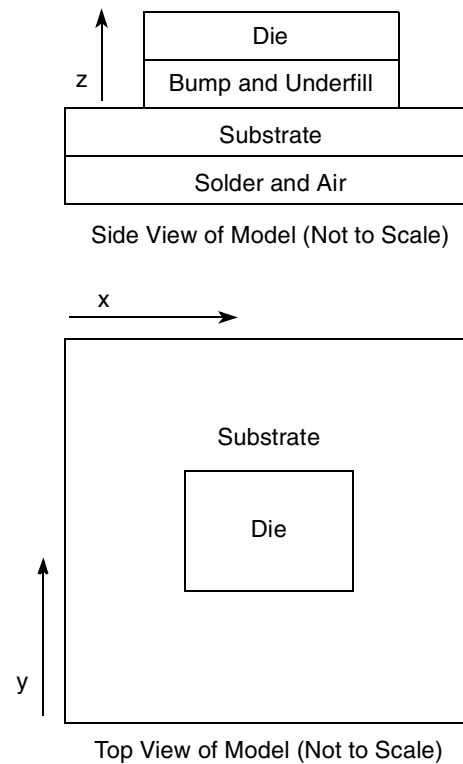 Die
z
Bump and Underfill
Substrate
Solder and Air
Side View of Model (Not to Scale)
x
Substrate
Die
y
Top View of Model (Not to Scale)